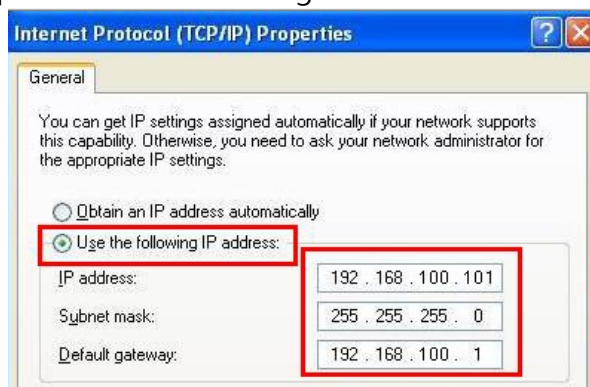 Internet Protocol (TCP/IP) Properties
General
You can get IP settings assigned automatically if your network supports
this capability. Otherwise, you need to ask your network administrator for
the appropriate IP settings.
Obtain an IP address automatically
Use the following IP address:
IP address: 192 . 168 . 100 . 101
Subnet mask: 255 . 255 . 255 . 0
Default gateway: 192 . 168 . 100 . 1